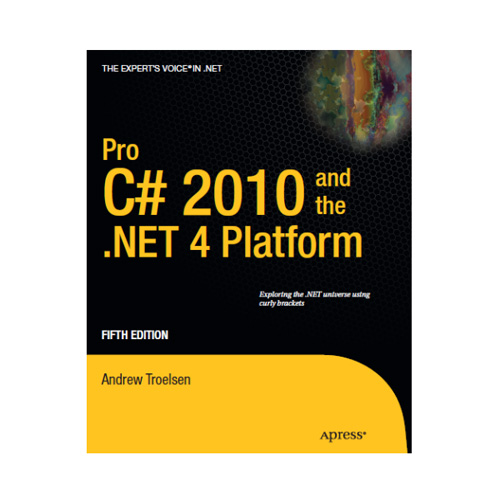 THE EXPERT'S VOICE® IN .NET
Pro
C# 2010 and the
.NET 4 Platform
Exploring the .NET universe using
curly brackets
FIFTH EDITION
Andrew Troelsen
Apress®